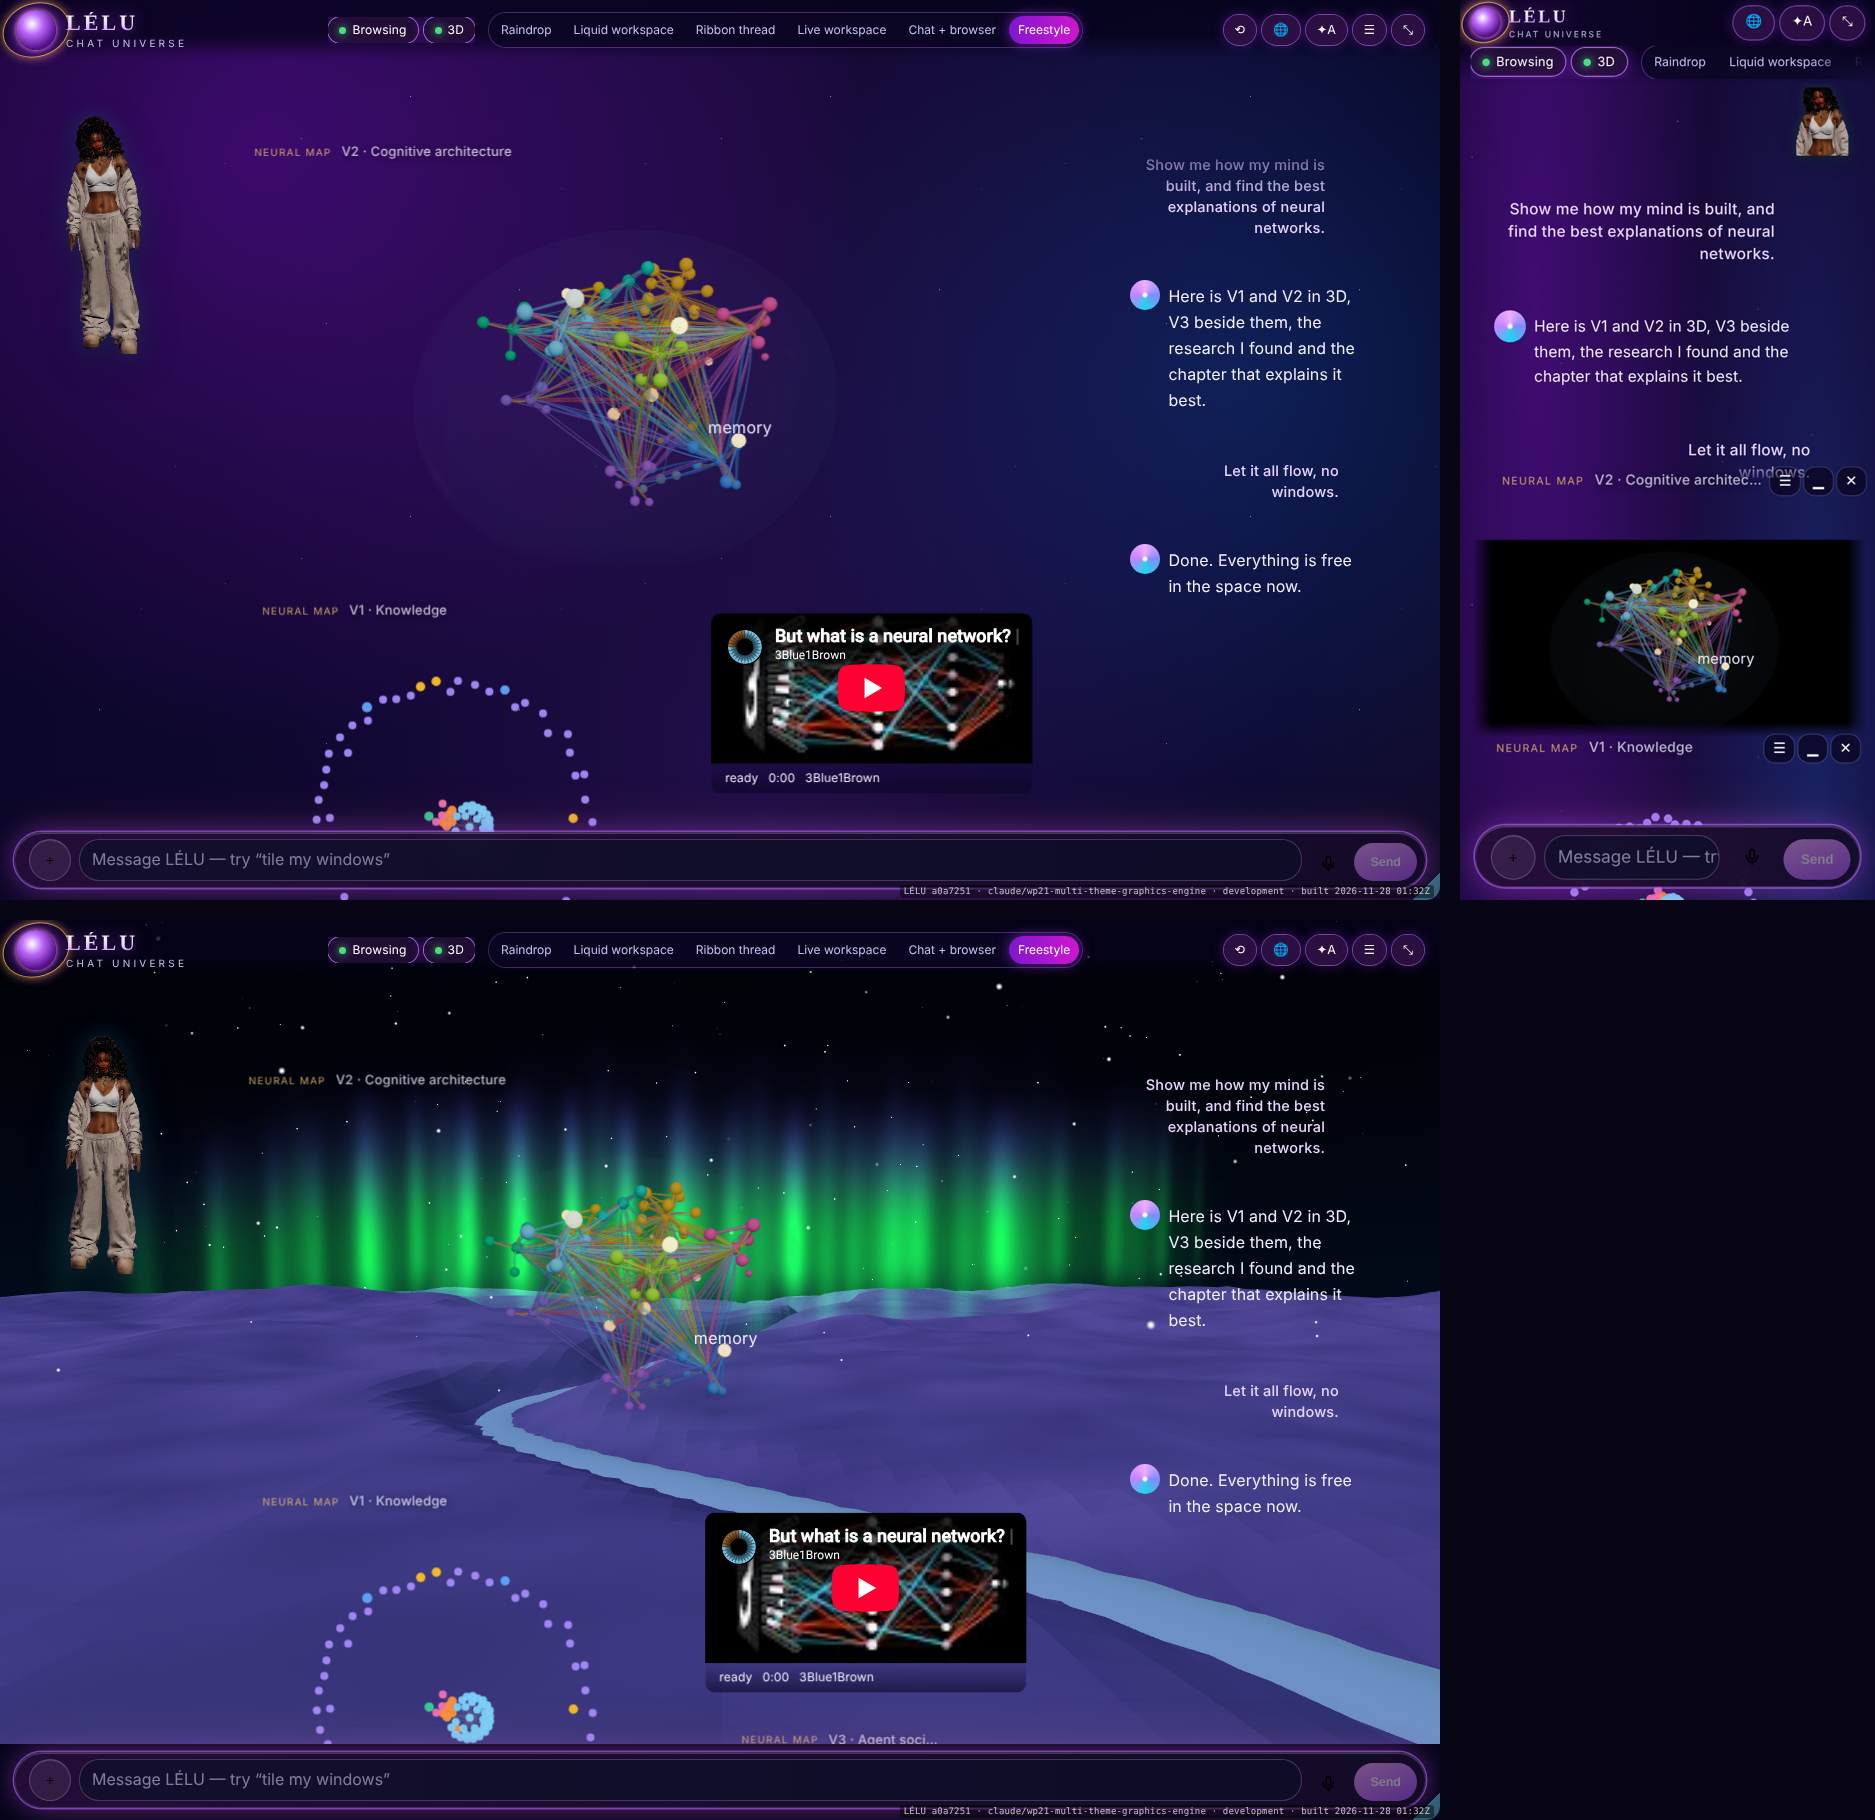 LÉLU
CHAT UNIVERSE
Browsing
3D
Raindrop
Liquid workspace
Ribbon thread
Live workspace
Chat + browser
Freestyle
✦A
NEURAL MAP V2 · Cognitive architecture
Show me how my mind is
built, and find the best
explanations of neural
networks.
Here is V1 and V2 in 3D,
V3 beside them, the
research I found and the
chapter that explains it
best.
memory
Let it all flow, no
windows.
Done. Everything is free
in the space now.
NEURAL MAP V1 · Knowledge
But what is a neural network? |
3Blue1Brown
ready 0:00 3Blue1Brown
+
Message LÉLU — try “tile my windows”
Send
LÉLU a0a7251 · claude/wp21-multi-theme-graphics-engine · development · built 2026-11-28 01:32Z
LÉLU
CHAT UNIVERSE
✦A
Browsing
3D
Raindrop
Liquid workspace
Show me how my mind is built, and
find the best explanations of neural
networks.
Here is V1 and V2 in 3D, V3 beside
them, the research I found and the
chapter that explains it best.
Let it all flow, no
windows.
NEURAL MAP V2 · Cognitive architec...
memory
NEURAL MAP V1 · Knowledge
+
Message LÉLU — tr
Send
LÉLU
CHAT UNIVERSE
Browsing
3D
Raindrop
Liquid workspace
Ribbon thread
Live workspace
Chat + browser
Freestyle
✦A
NEURAL MAP V2 · Cognitive architecture
Show me how my mind is
built, and find the best
explanations of neural
networks.
Here is V1 and V2 in 3D,
V3 beside them, the
research I found and the
chapter that explains it
best.
memory
Let it all flow, no
windows.
Done. Everything is free
in the space now.
NEURAL MAP V1 · Knowledge
But what is a neural network? |
3Blue1Brown
ready 0:00 3Blue1Brown
NEURAL MAP V3 · Agent soci...
+
Message LÉLU — try “tile my windows”
Send
LÉLU a0a7251 · claude/wp21-multi-theme-graphics-engine · development · built 2026-11-28 01:32Z